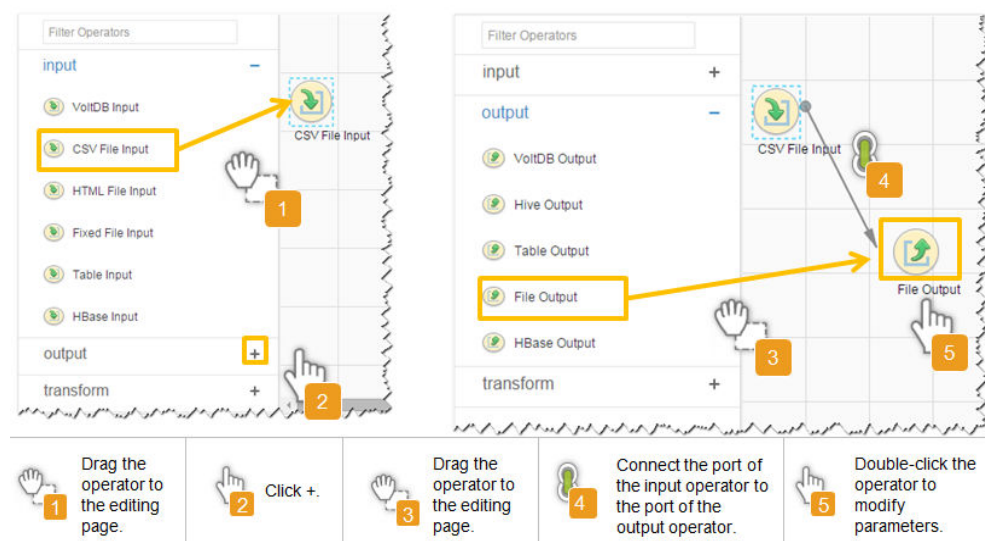 Filter Operators
input
−
VoltDB Input
CSV File Input
HTML File Input
Fixed File Input
Table Input
HBase Input
output
+
transform
+
CSV File Input
1
2
Filter Operators
input
+
output
−
VoltDB Output
Hive Output
Table Output
File Output
HBase Output
transform
+
CSV File Input
4
File Output
3
5
1
Drag the
operator to
the editing
page.
2
Click +.
3
Drag the
operator to
the editing
page.
4
Connect the port of
the input operator to
the port of the
output operator.
5
Double-click the
operator to
modify
parameters.